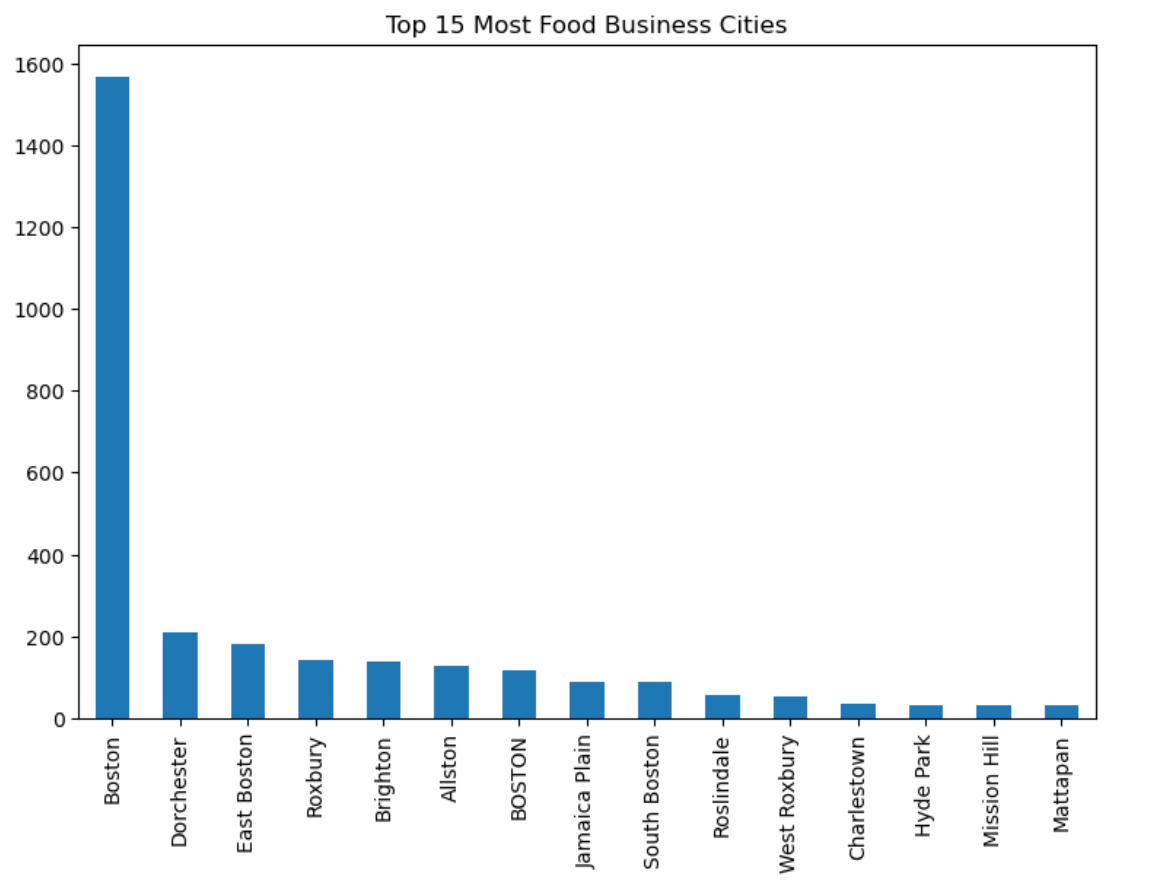 Top 15 Most Food Business Cities
1600
1400
1200
1000
800
600
400
200
0
Boston
Dorchester
East Boston
Roxbury
Brighton
Allston
BOSTON
Jamaica Plain
South Boston
Roslindale
West Roxbury
Charlestown
Hyde Park
Mission Hill
Mattapan